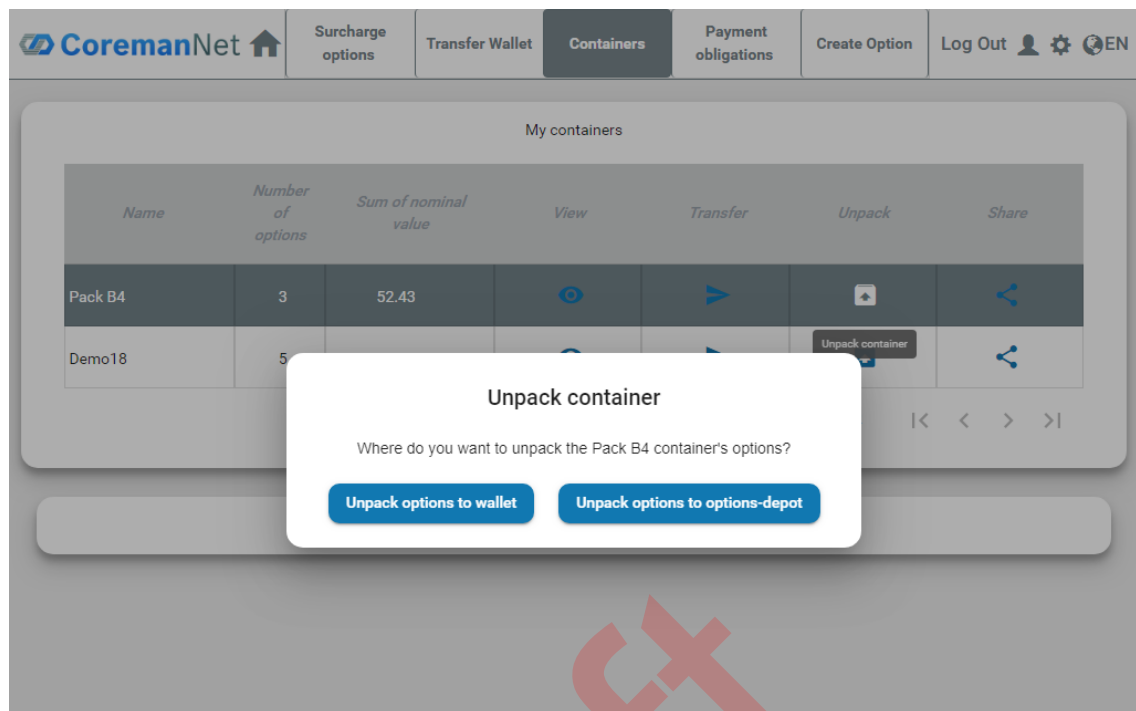 CoremanNet
Surcharge
options
Transfer Wallet
Containers
Payment
obligations
Create Option
Log Out
EN
My containers
Name
Number
of
options
Sum of nominal
value
View
Transfer
Unpack
Share
Pack B4
3
52.43
Unpack container
Demo18
5
Unpack container
Where do you want to unpack the Pack B4 container's options?
Unpack options to wallet
Unpack options to options-depot